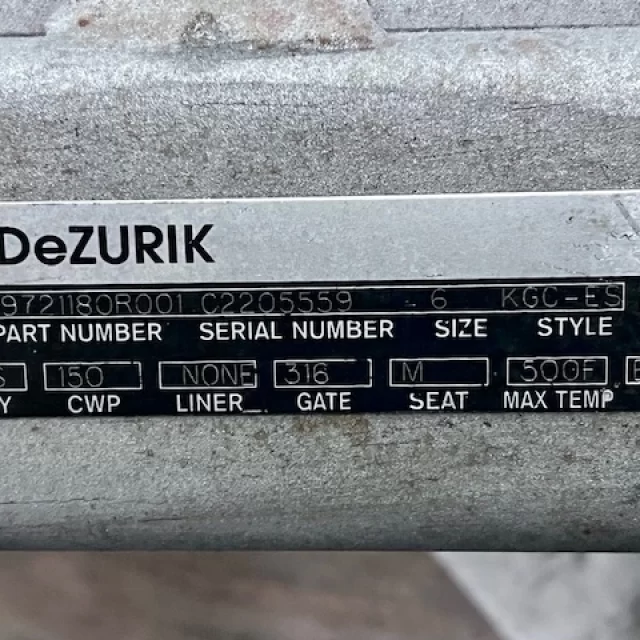 DeZURIK
9721180R001 C2205559 6 KGC-ES
PART NUMBER SERIAL NUMBER SIZE STYLE
S 150 NONE 316 M 500F
Y CWP LINER GATE SEAT MAX TEMP